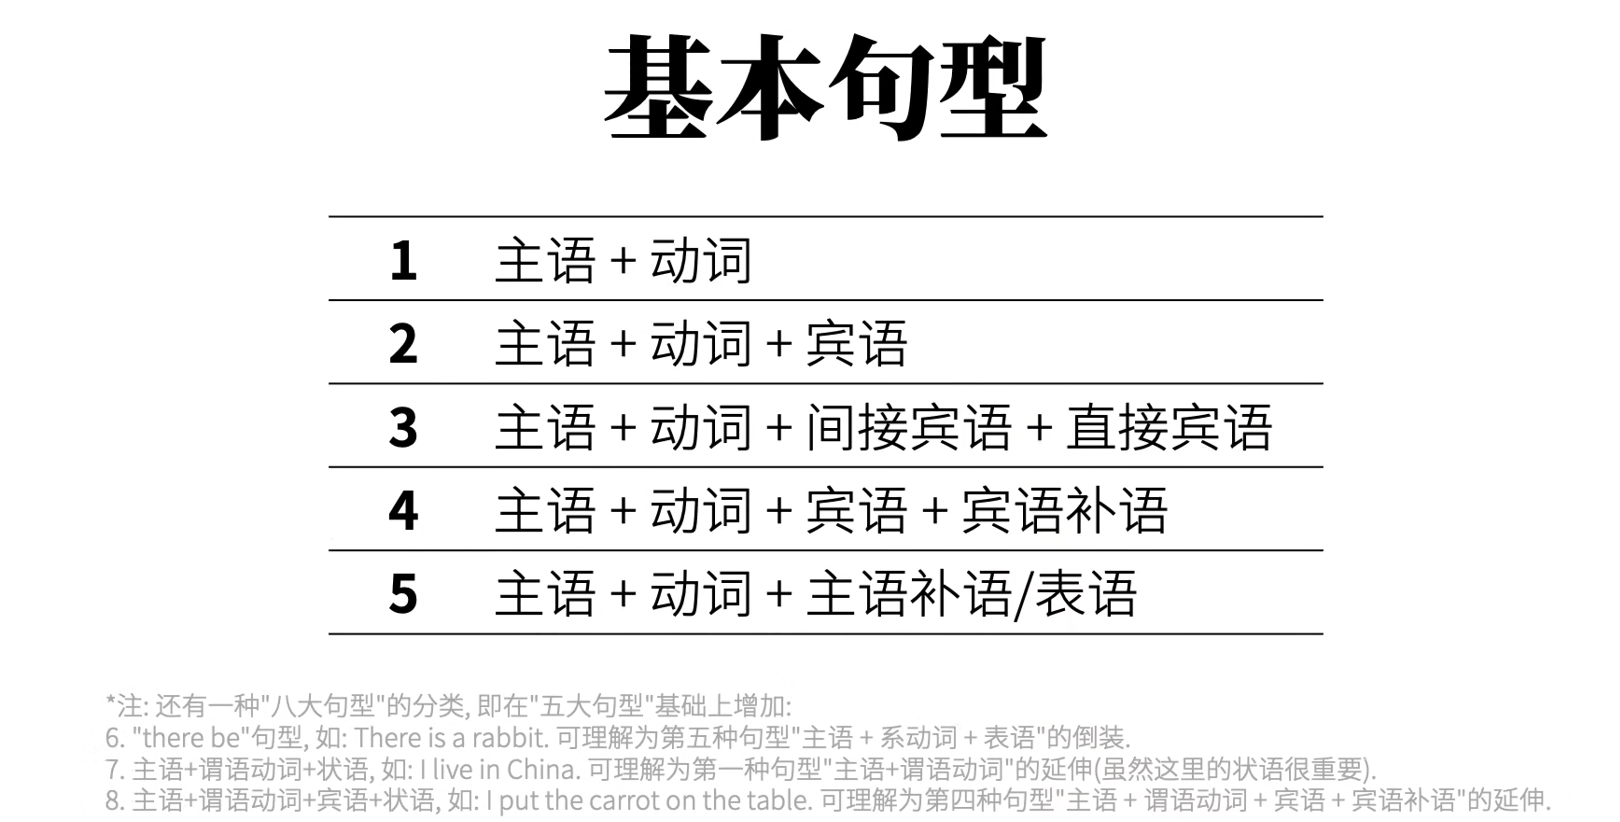 基本句型
1 主语 + 动词
2 主语 + 动词 + 宾语
3 主语 + 动词 + 间接宾语 + 直接宾语
4 主语 + 动词 + 宾语 + 宾语补语
5 主语 + 动词 + 主语补语/表语
*注: 还有一种"八大句型"的分类, 即在"五大句型"基础上增加:
6. "there be"句型, 如: There is a rabbit. 可理解为第五种句型"主语 + 系动词 + 表语"的倒装.
7. 主语+谓语动词+状语, 如: I live in China. 可理解为第一种句型"主语+谓语动词"的延伸(虽然这里的状语很重要).
8. 主语+谓语动词+宾语+状语, 如: I put the carrot on the table. 可理解为第四种句型"主语 + 谓语动词 + 宾语 + 宾语补语"的延伸.